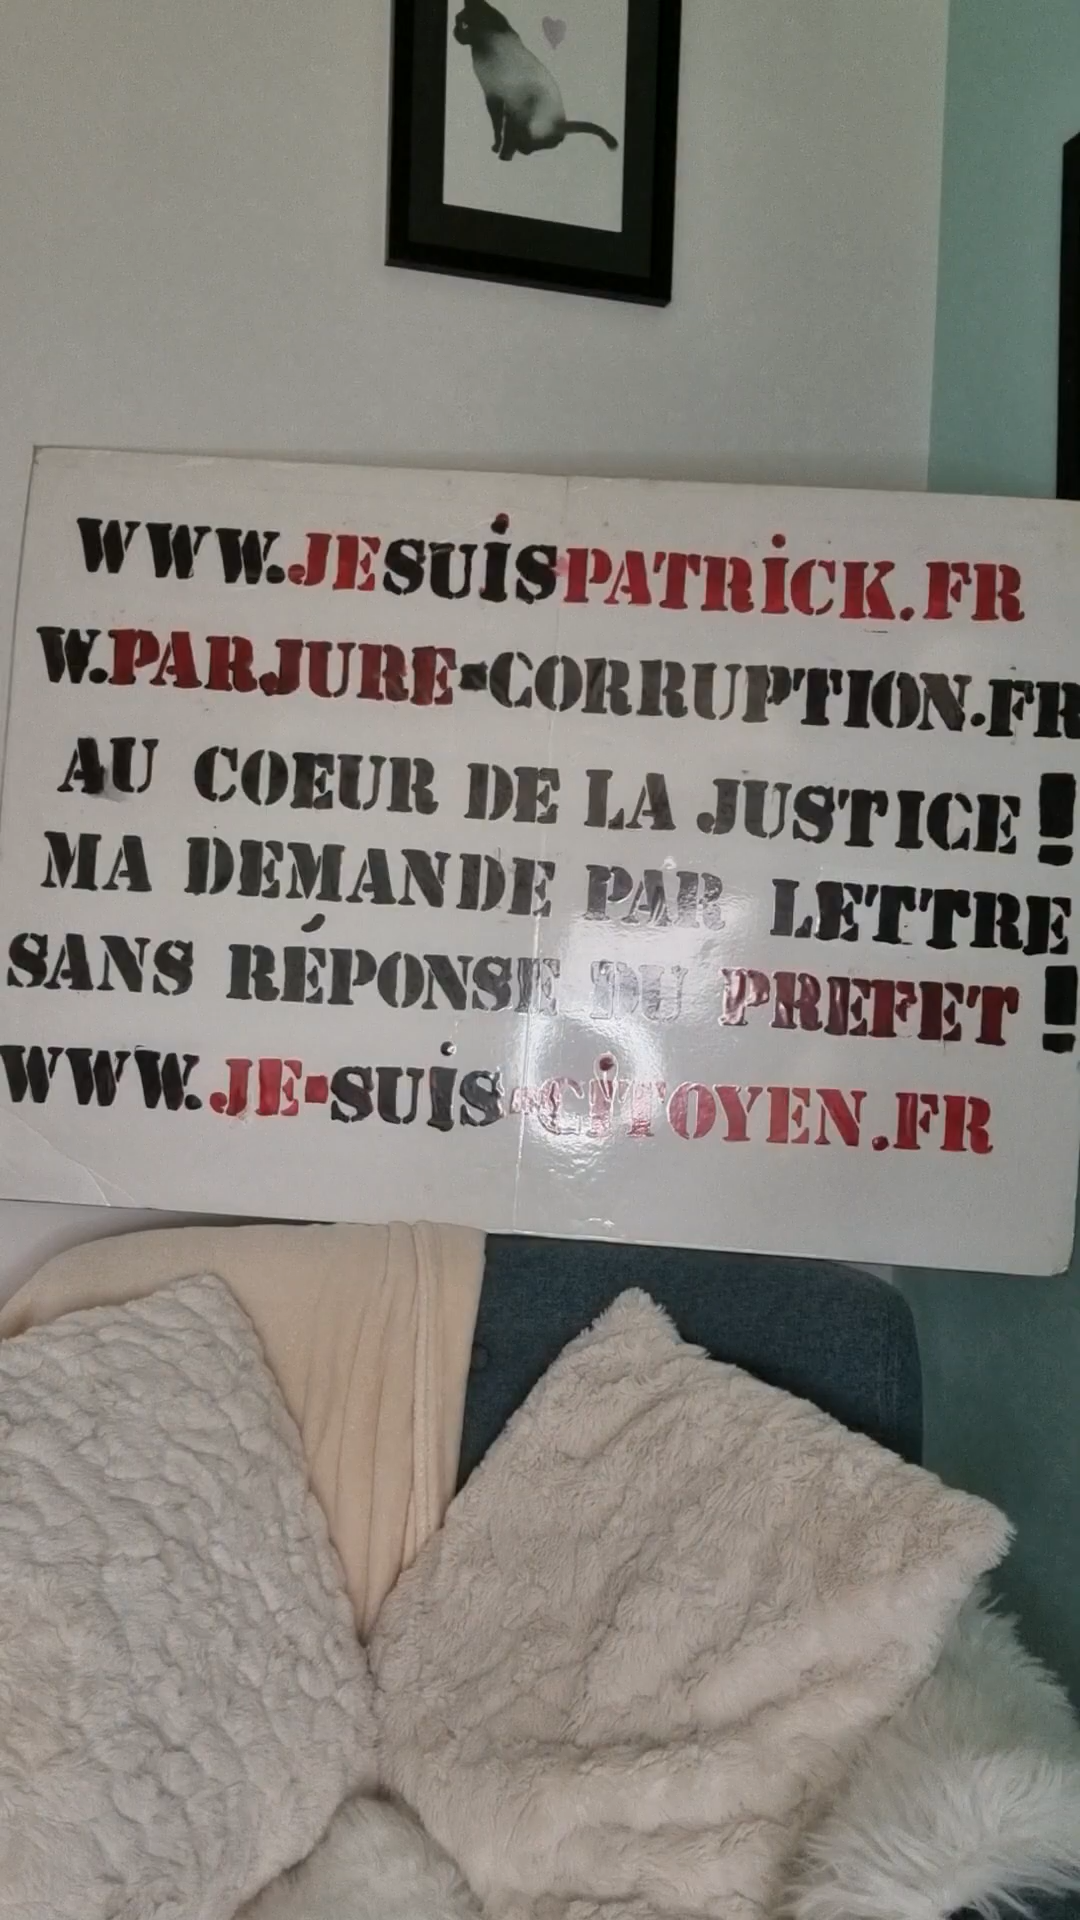 WWW.JESUISPATRICK.FR
W.PARJURE-CORRUPTION.FR
AU COEUR DE LA JUSTICE !
MA DEMANDE PAR LETTRE
SANS RÉPONSE DU PREFET !
WWW.JE-SUIS-CITOYEN.FR